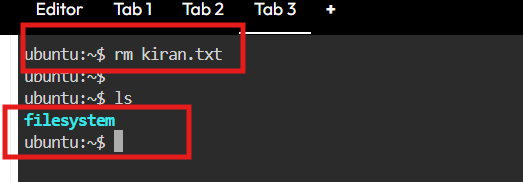 Editor Tab 1 Tab 2 Tab 3 +
ubuntu:~$ rm kiran.txt
ubuntu:~$
ubuntu:~$ ls
filesystem
ubuntu:~$